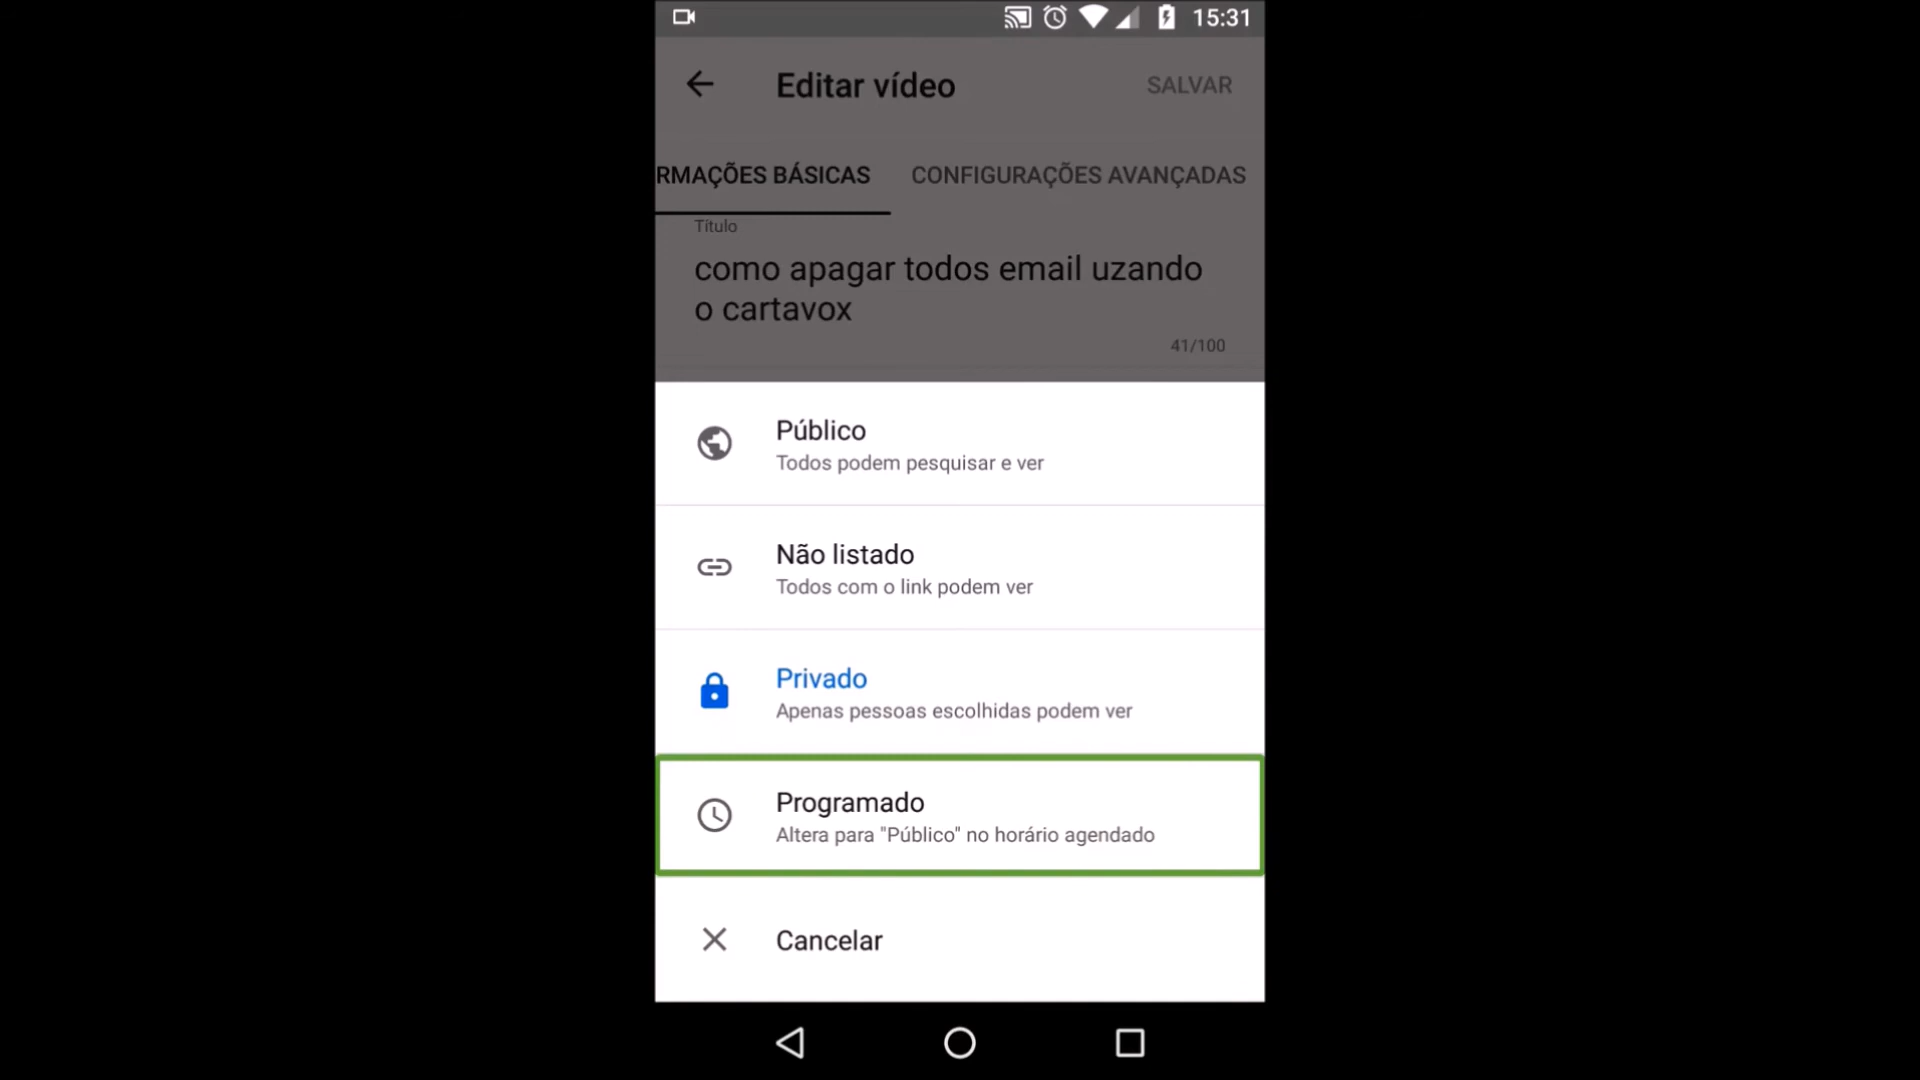 15:31
Editar vídeo
SALVAR
RMAÇÕES BÁSICAS
CONFIGURAÇÕES AVANÇADAS
Título
como apagar todos email uzando
o cartavox
41/100
Público
Todos podem pesquisar e ver
Não listado
Todos com o link podem ver
Privado
Apenas pessoas escolhidas podem ver
Programado
Altera para "Público" no horário agendado
Cancelar